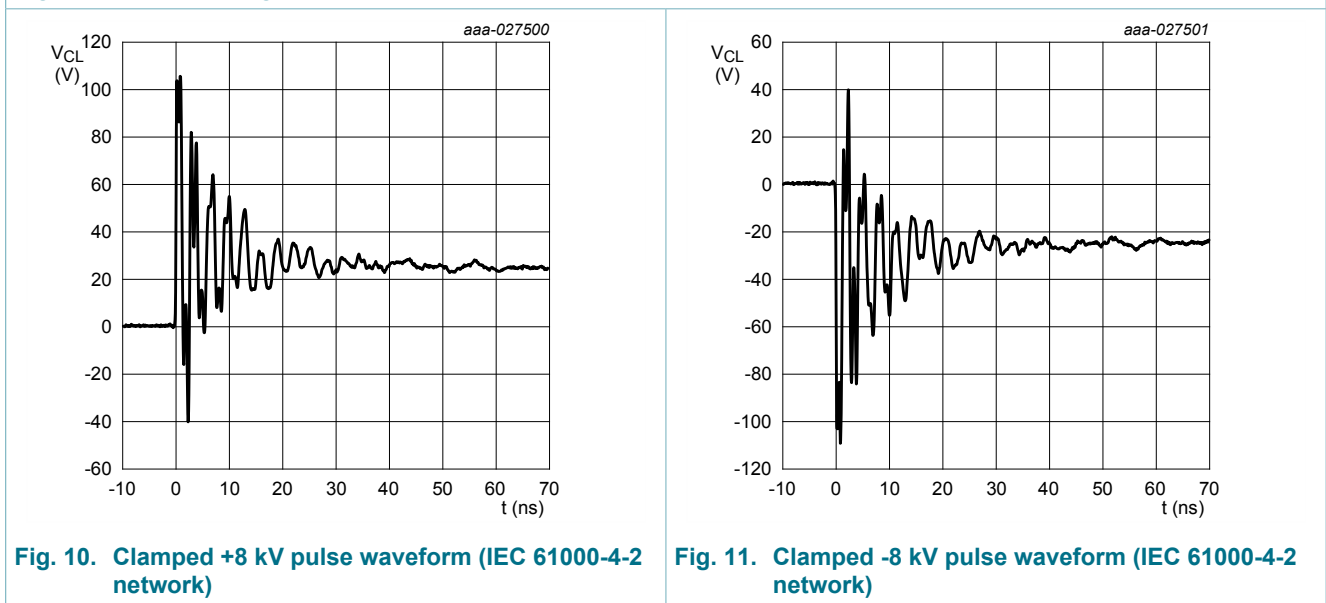 aaa-027500
VCL
(V)
120
100
80
60
40
20
0
-20
-40
-60
-10 0 10 20 30 40 50 60 70
t (ns)
Fig. 10. Clamped +8 kV pulse waveform (IEC 61000-4-2
network)
aaa-027501
VCL
(V)
60
40
20
0
-20
-40
-60
-80
-100
-120
-10 0 10 20 30 40 50 60 70
t (ns)
Fig. 11. Clamped -8 kV pulse waveform (IEC 61000-4-2
network)